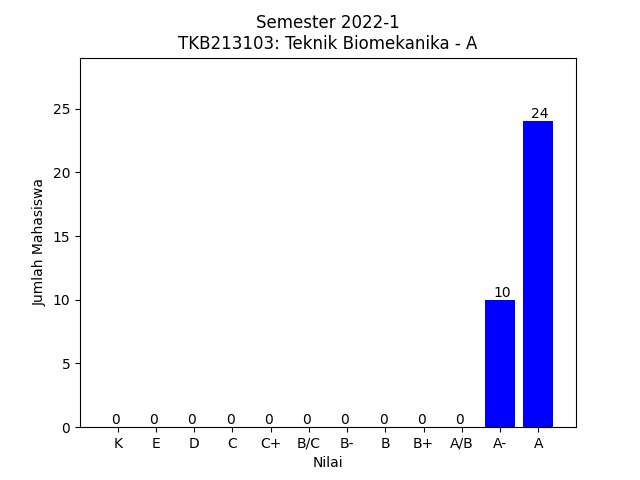 Semester 2022-1
TKB213103: Teknik Biomekanika - A
Jumlah Mahasiswa
25
20
15
10
5
0
0 0 0 0 0 0 0 0 0 0 10 24
K E D C C+ B/C B- B B+ A/B A- A
Nilai